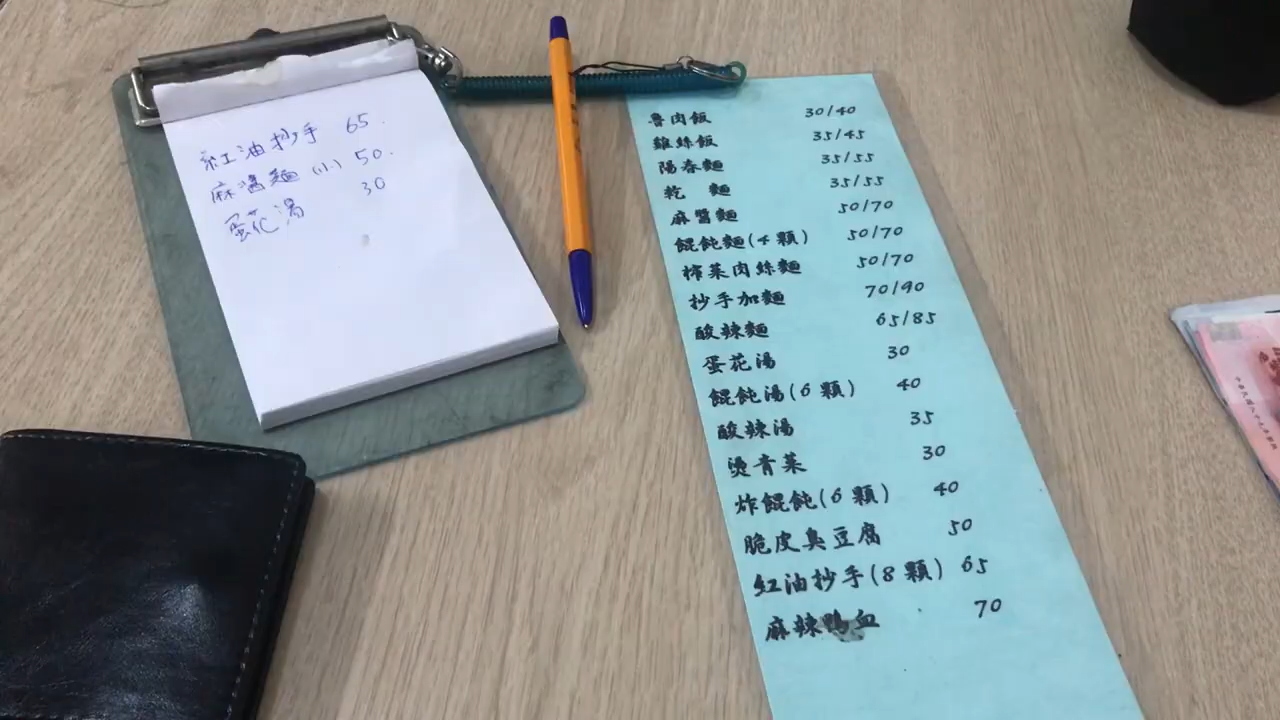 紅油抄手 65.
麻醬麵(小) 50.
蛋花湯 30
魯肉飯 30/40
雞絲飯 35/45
陽春麵 35/55
乾 麵 35/55
麻醬麵 50/70
餛飩麵(4顆) 50/70
榨菜肉絲麵 50/70
抄手加麵 70/90
酸辣麵 65/85
蛋花湯 30
餛飩湯(6顆) 40
酸辣湯 35
燙青菜 30
炸餛飩(6顆) 40
脆皮臭豆腐 50
紅油抄手(8顆) 65
麻辣鴨血 70